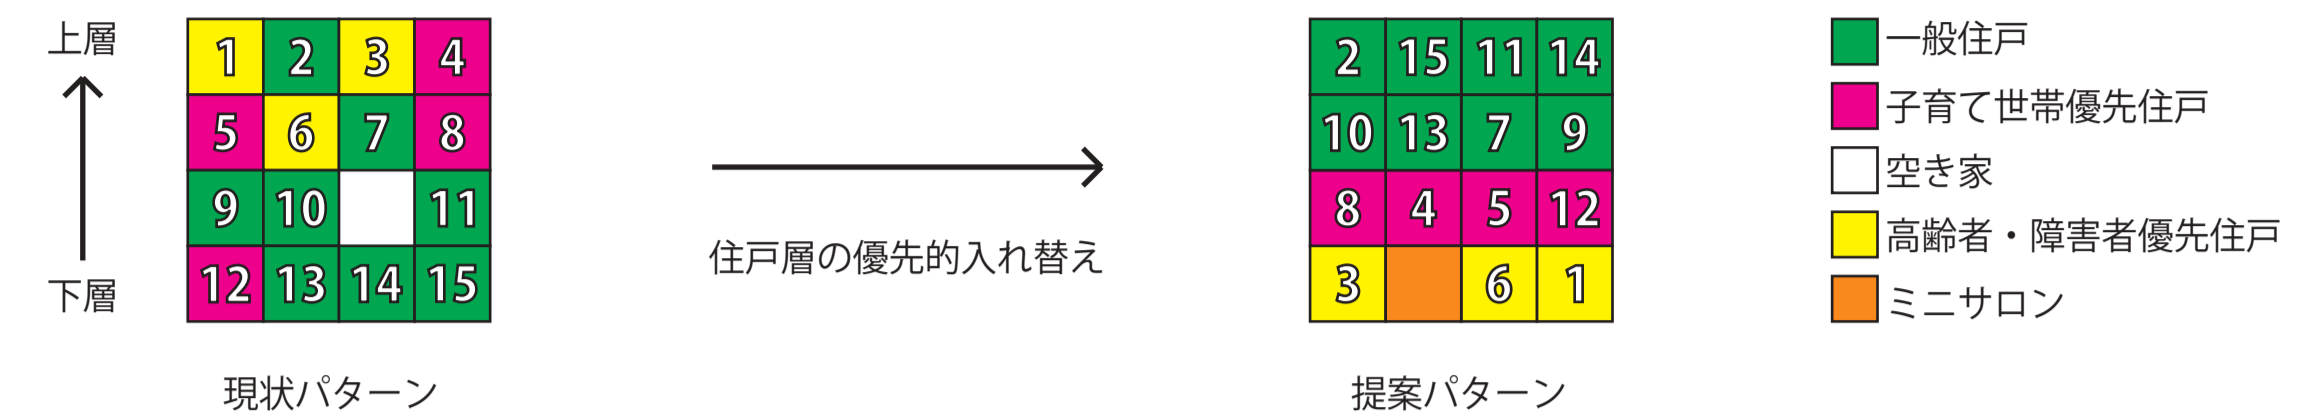 上層
下層
1 2 3 4
5 6 7 8
9 10 11
12 13 14 15
現状パターン
住戸層の優先的入れ替え
2 15 11 14
10 13 7 9
8 4 5 12
3 6 1
提案パターン
一般住戸
子育て世帯優先住戸
空き家
高齢者・障害者優先住戸
ミニサロン